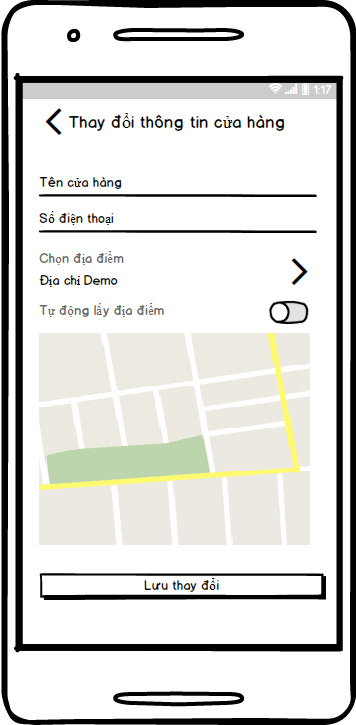 1:17
Thay đổi thông tin cửa hàng
Tên cửa hàng
Số điện thoại
Chọn địa điểm
Địa chỉ Demo
Tự động lấy địa điểm
Lưu thay đổi